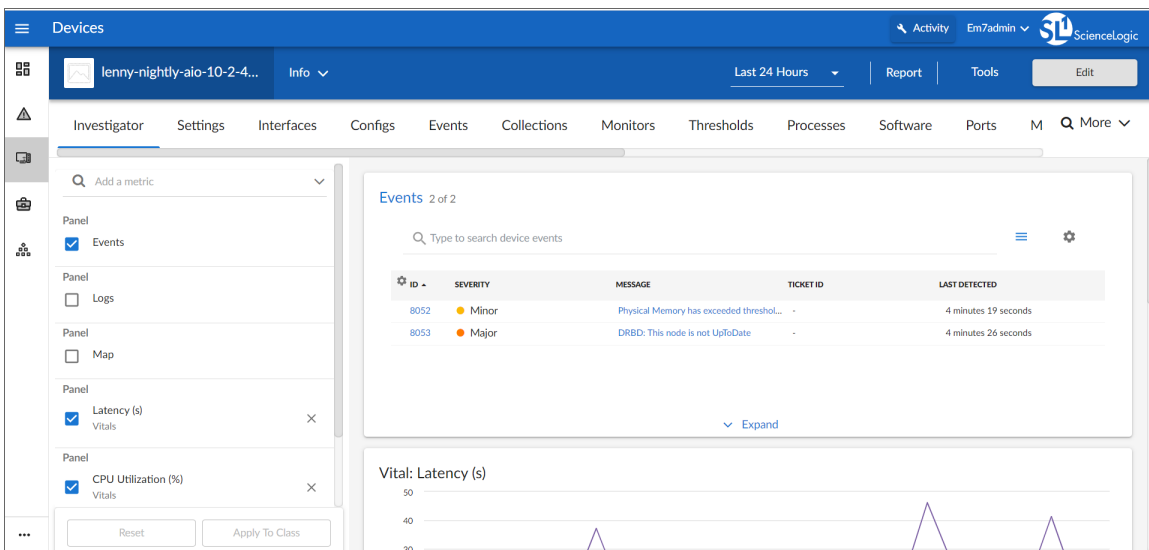 Devices
Activity
Em7admin
SL1 ScienceLogic
lenny-nightly-aio-10-2-4...
Info
Last 24 Hours
Report
Tools
Edit
Investigator Settings Interfaces Configs Events Collections Monitors Thresholds Processes Software Ports M More
Add a metric
Panel
Events
Panel
Logs
Panel
Map
Panel
Latency (s)
Vitals
Panel
CPU Utilization (%)
Vitals
Reset Apply To Class
Events 2 of 2
Type to search device events
ID SEVERITY MESSAGE TICKET ID LAST DETECTED
8052 Minor Physical Memory has exceeded threshol... - 4 minutes 19 seconds
8053 Major DRBD: This node is not UpToDate - 4 minutes 26 seconds
Expand
Vital: Latency (s)
50
40
30